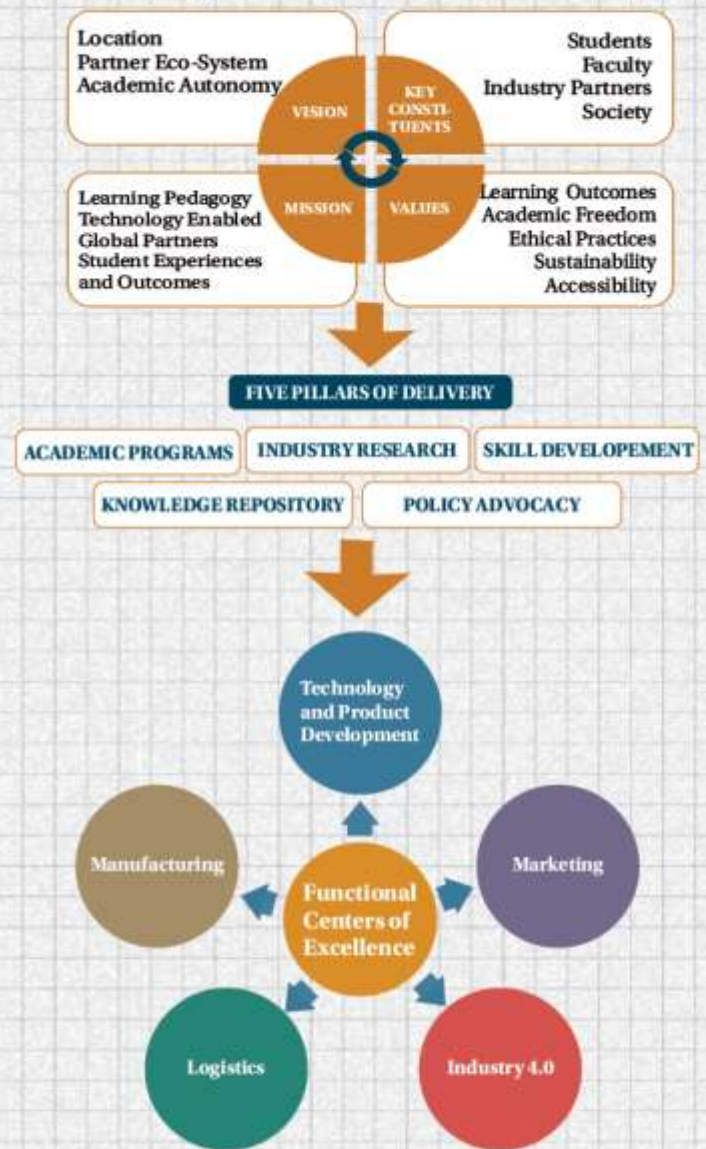 Location
Partner Eco-System
Academic Autonomy
VISION
Students
Faculty
Industry Partners
Society
KEY
CONSTI-
TUENTS
Learning Pedagogy
Technology Enabled
Global Partners
Student Experiences
and Outcomes
MISSION
Learning Outcomes
Academic Freedom
Ethical Practices
Sustainability
Accessibility
VALUES
FIVE PILLARS OF DELIVERY
ACADEMIC PROGRAMS
INDUSTRY RESEARCH
SKILL DEVELOPEMENT
KNOWLEDGE REPOSITORY
POLICY ADVOCACY
Technology
and Product
Development
Manufacturing
Marketing
Functional
Centers of
Excellence
Logistics
Industry 4.0